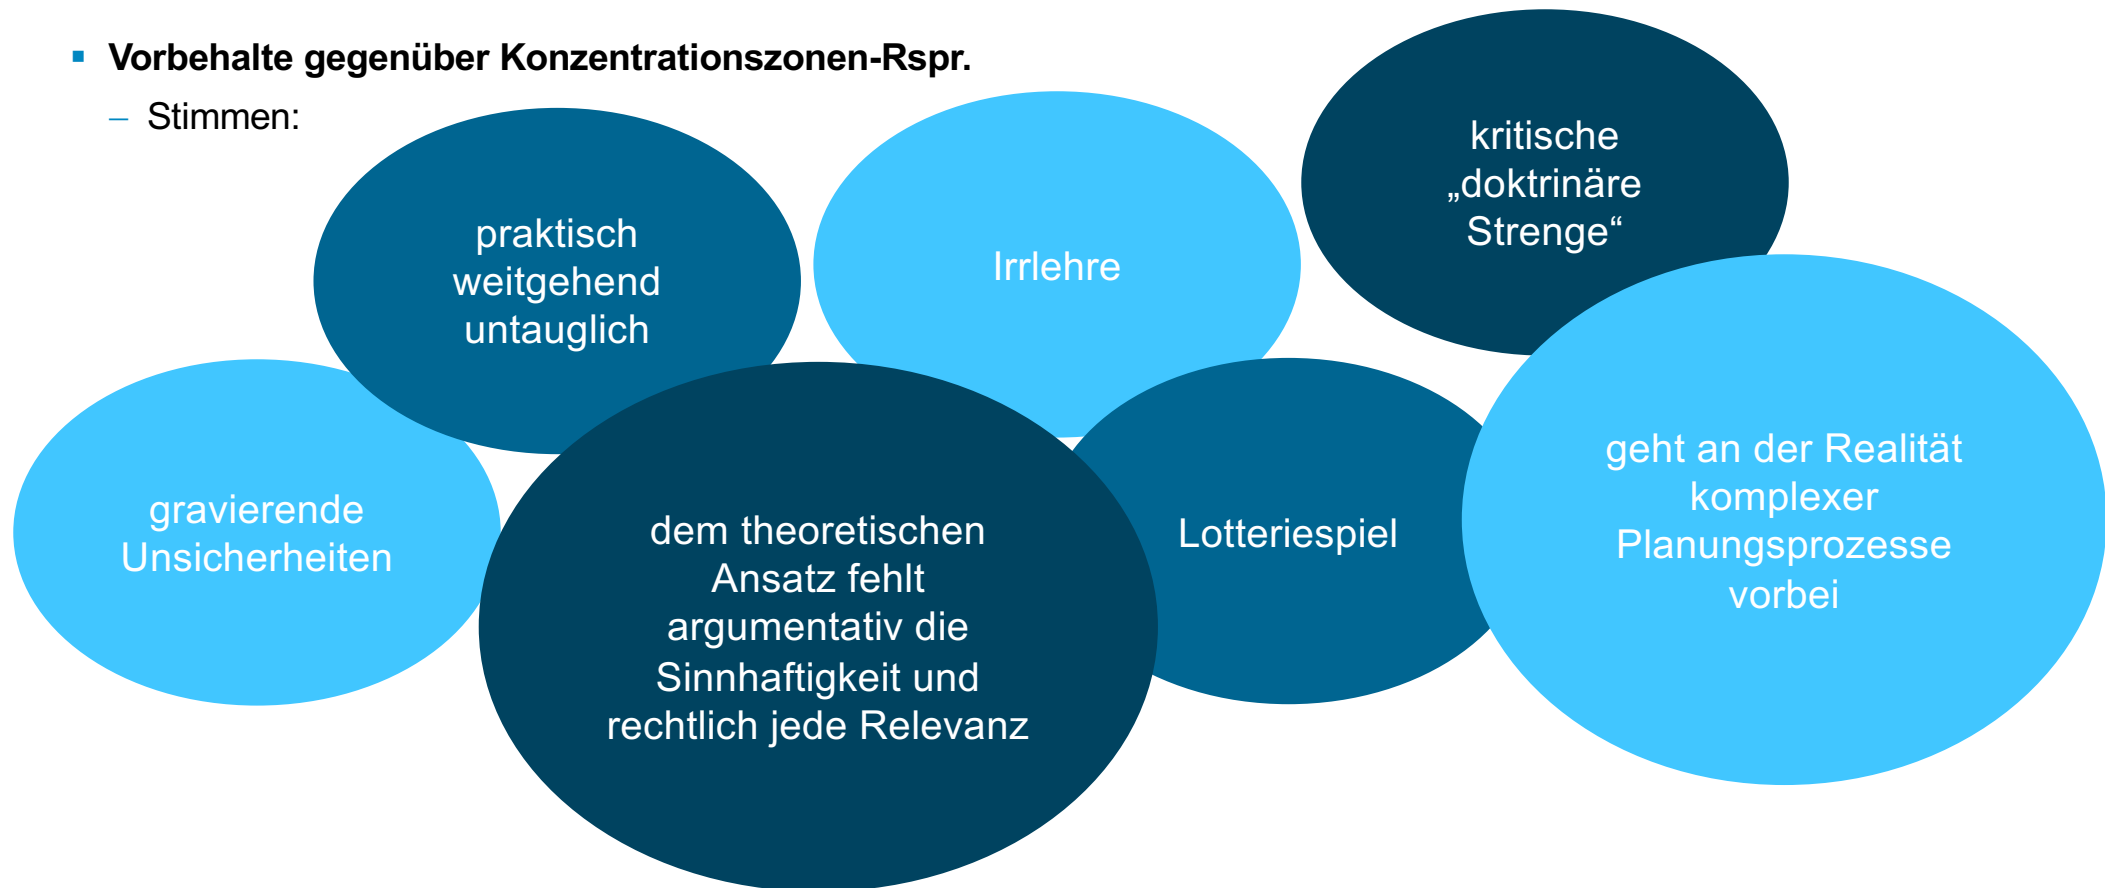 Vorbehalte gegenüber Konzentrationszonen-Rspr.
– Stimmen:
praktisch
weitgehend
untauglich
Irrlehre
kritische
„doktrinäre
Strenge“
gravierende
Unsicherheiten
dem theoretischen
Ansatz fehlt
argumentativ die
Sinnhaftigkeit und
rechtlich jede Relevanz
Lotteriespiel
geht an der Realität
komplexer
Planungsprozesse
vorbei